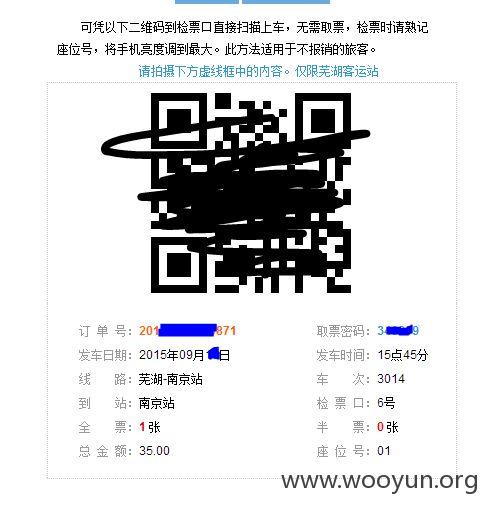 可凭以下二维码到检票口直接扫描上车，无需取票，检票时请熟记
座位号，将手机亮度调到最大。此方法适用于不报销的旅客。
请拍摄下方虚线框中的内容。仅限芜湖客运站
订 单 号：201 871 取票密码：
发车日期：2015年09月1 日 发车时间：15点45分
线 路：芜湖-南京站 车 次：3014
到 站：南京站 检 票 口：6号
全 票：1 张 半 票：0 张
总 金 额：35.00 座 位 号：01
www.wooyun.org